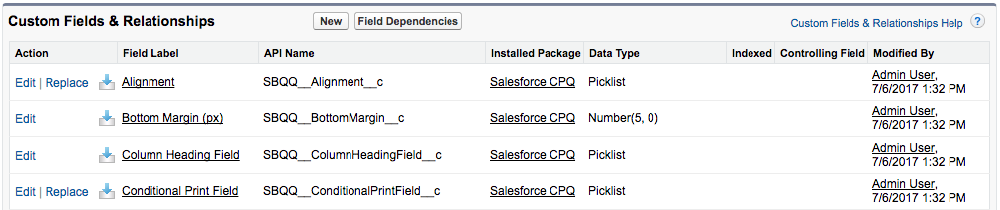 Custom Fields & Relationships New Field Dependencies Custom Fields & Relationships Help ?
Action Field Label API Name Installed Package Data Type Indexed Controlling Field Modified By
Edit | Replace Alignment SBQQ__Alignment__c Salesforce CPQ Picklist Admin User,
7/6/2017 1:32 PM
Edit Bottom Margin (px) SBQQ__BottomMargin__c Salesforce CPQ Number(5, 0) Admin User,
7/6/2017 1:32 PM
Edit Column Heading Field SBQQ__ColumnHeadingField__c Salesforce CPQ Picklist Admin User,
7/6/2017 1:32 PM
Edit | Replace Conditional Print Field SBQQ__ConditionalPrintField__c Salesforce CPQ Picklist Admin User,
7/6/2017 1:32 PM